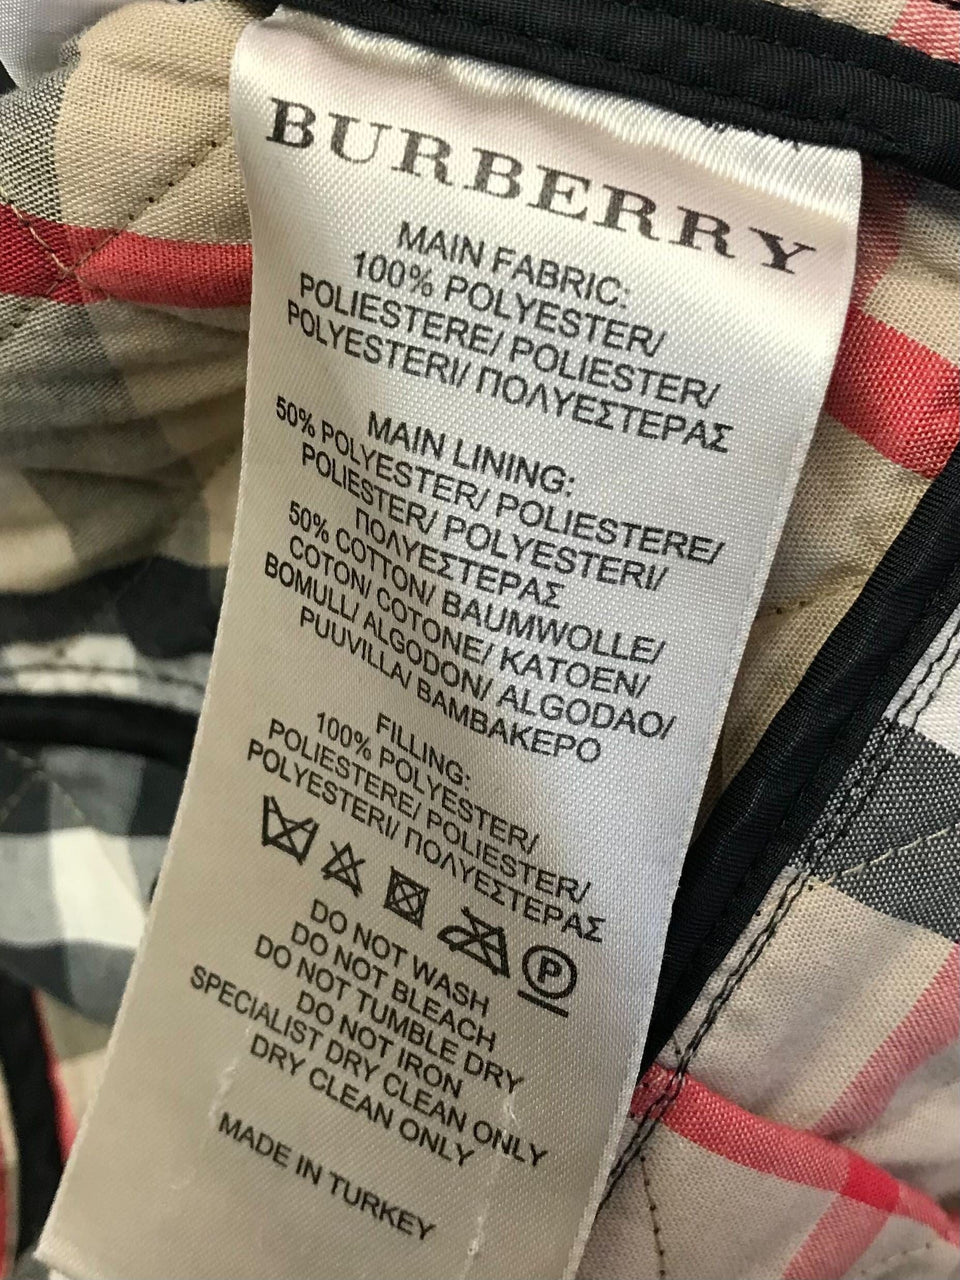 BURBERRY
MAIN FABRIC:
100% POLYESTER/
POLIESTERE/ POLIESTER/
POLYESTERI/ ΠΟΛΥΕΣΤΕΡΑΣ
MAIN LINING:
50% POLYESTER/ POLIESTERE/
POLIESTER/ POLYESTERI/
ΠΟΛΥΕΣΤΕΡΑΣ
50% COTTON/ BAUMWOLLE/
COTON/ COTONE/ KATOEN/
BOMULL/ ALGODON/ ALGODAO/
PUUVILLA/ BAMBAKEPO
FILLING:
100% POLYESTER/
POLIESTERE/ POLIESTER/
POLYESTERI/ ΠΟΛΥΕΣΤΕΡΑΣ
P
DO NOT WASH
DO NOT BLEACH
DO NOT TUMBLE DRY
DO NOT IRON
SPECIALIST DRY CLEAN ONLY
DRY CLEAN ONLY
MADE IN TURKEY